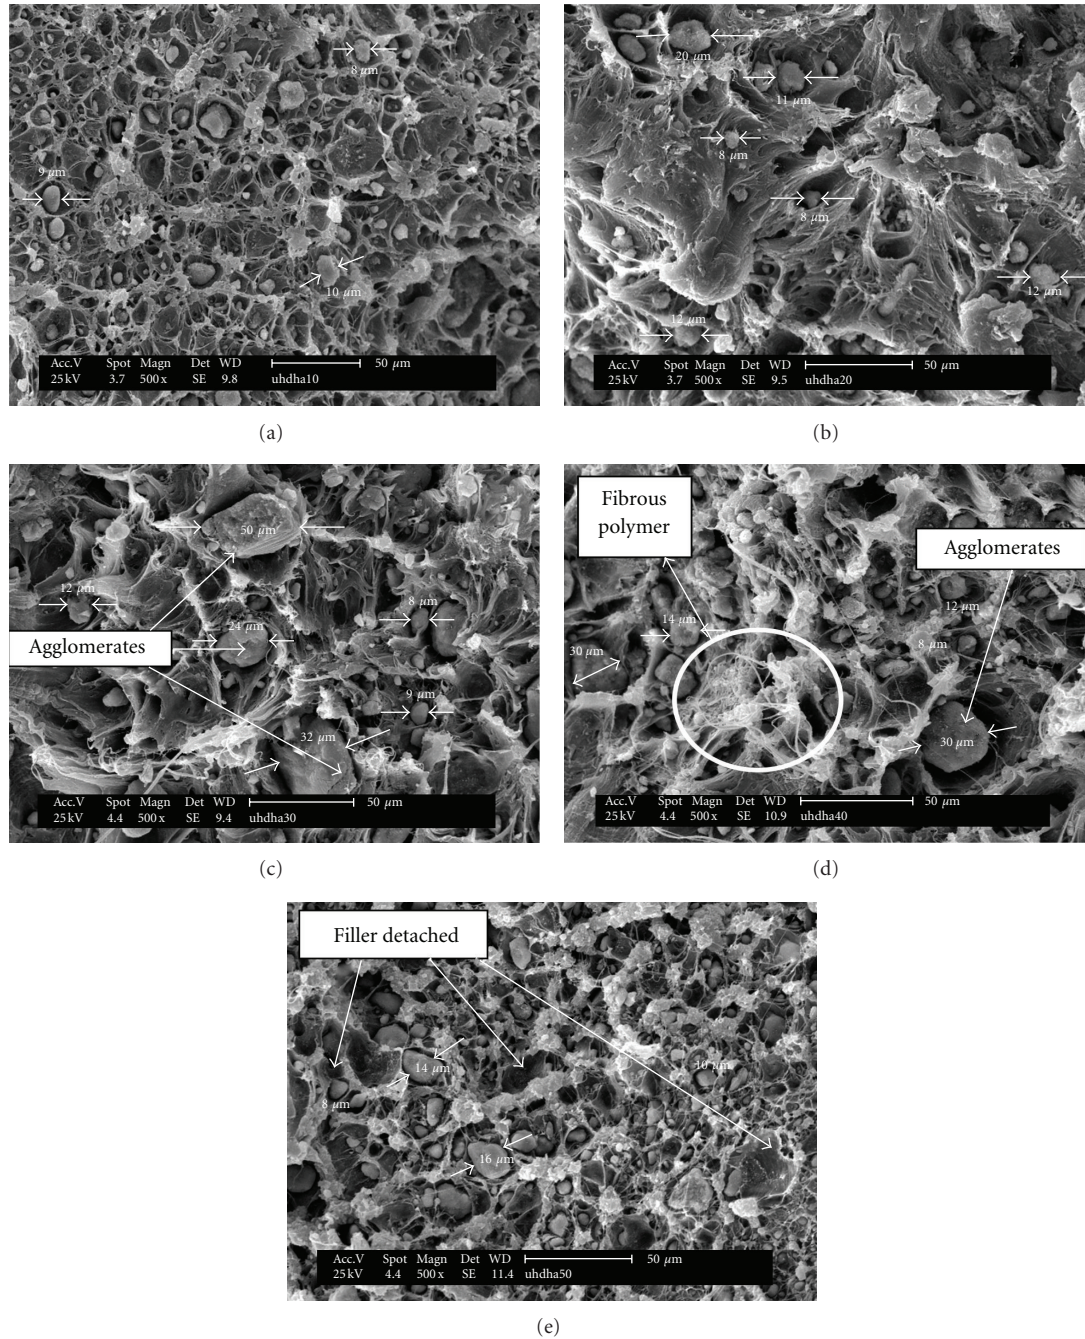 8 μm
9 μm
10 μm
Acc.V Spot Magn Det WD 50 μm
25 kV 3.7 500 x SE 9.8 uhdha10
(a)
20 μm
11 μm
8 μm
8 μm
12 μm
12 μm
Acc.V Spot Magn Det WD 50 μm
25 kV 3.7 500 x SE 9.5 uhdha20
(b)
50 μm
12 μm
8 μm
24 μm
Agglomerates
9 μm
32 μm
Acc.V Spot Magn Det WD 50 μm
25 kV 4.4 500 x SE 9.4 uhdha30
(c)
Fibrous
polymer
Agglomerates
12 μm
14 μm
8 μm
30 μm
30 μm
Acc.V Spot Magn Det WD 50 μm
25 kV 4.4 500 x SE 10.9 uhdha40
(d)
Filler detached
14 μm
10 μm
8 μm
16 μm
Acc.V Spot Magn Det WD 50 μm
25 kV 4.4 500 x SE 11.4 uhdha50
(e)